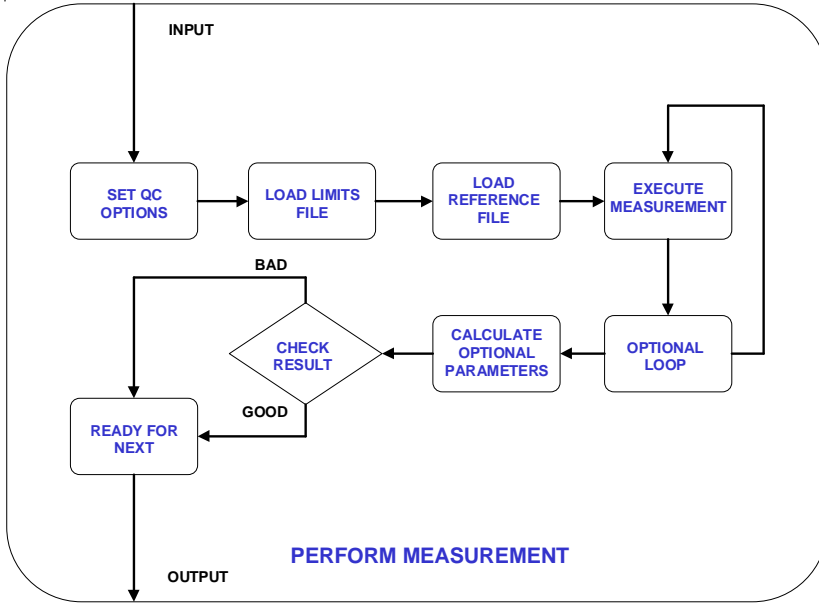 INPUT
SET QC
OPTIONS
LOAD LIMITS
FILE
LOAD
REFERENCE
FILE
EXECUTE
MEASUREMENT
BAD
CHECK
RESULT
CALCULATE
OPTIONAL
PARAMETERS
OPTIONAL
LOOP
GOOD
READY FOR
NEXT
PERFORM MEASUREMENT
OUTPUT